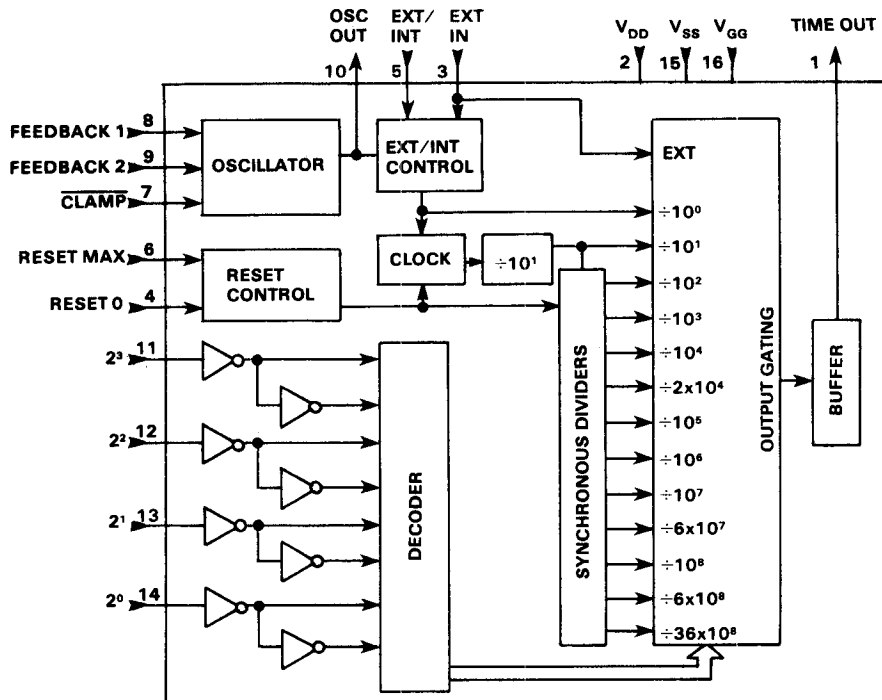 OSC OUT
EXT/ INT
EXT IN
V_DD
V_SS
V_GG
TIME OUT
10
5
3
2
15
16
1
FEEDBACK 1
8
FEEDBACK 2
9
CLAMP
7
OSCILLATOR
EXT/INT CONTROL
EXT
÷10⁰
RESET MAX
6
RESET 0
4
RESET CONTROL
CLOCK
÷10¹
÷10¹
÷10²
÷10³
÷10⁴
÷2x10⁴
÷10⁵
÷10⁶
÷10⁷
÷6x10⁷
÷10⁸
÷6x10⁸
÷36x10⁸
SYNCHRONOUS DIVIDERS
OUTPUT GATING
BUFFER
2³
11
2²
12
2¹
13
2⁰
14
DECODER